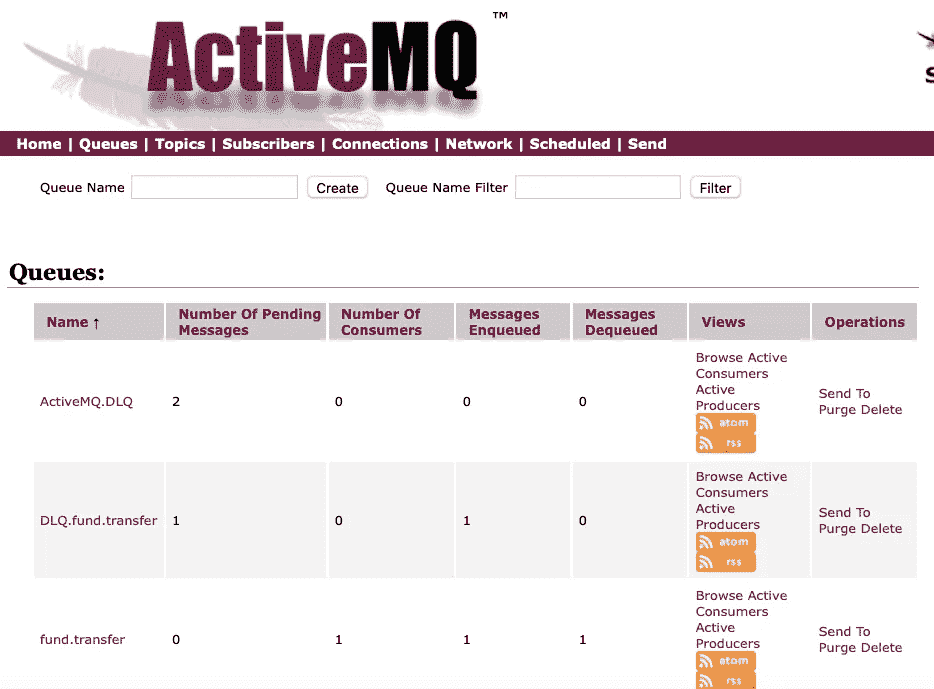 ActiveMQ™
Home | Queues | Topics | Subscribers | Connections | Network | Scheduled | Send
Queue Name Create Queue Name Filter Filter
Queues:
Name ↑ Number Of Pending Messages Number Of Consumers Messages Enqueued Messages Dequeued Views Operations
ActiveMQ.DLQ 2 0 0 0 Browse Active Consumers Active Producers atom rss Send To Purge Delete
DLQ.fund.transfer 1 0 1 0 Browse Active Consumers Active Producers atom rss Send To Purge Delete
fund.transfer 0 1 1 1 Browse Active Consumers Active Producers atom rss Send To Purge Delete